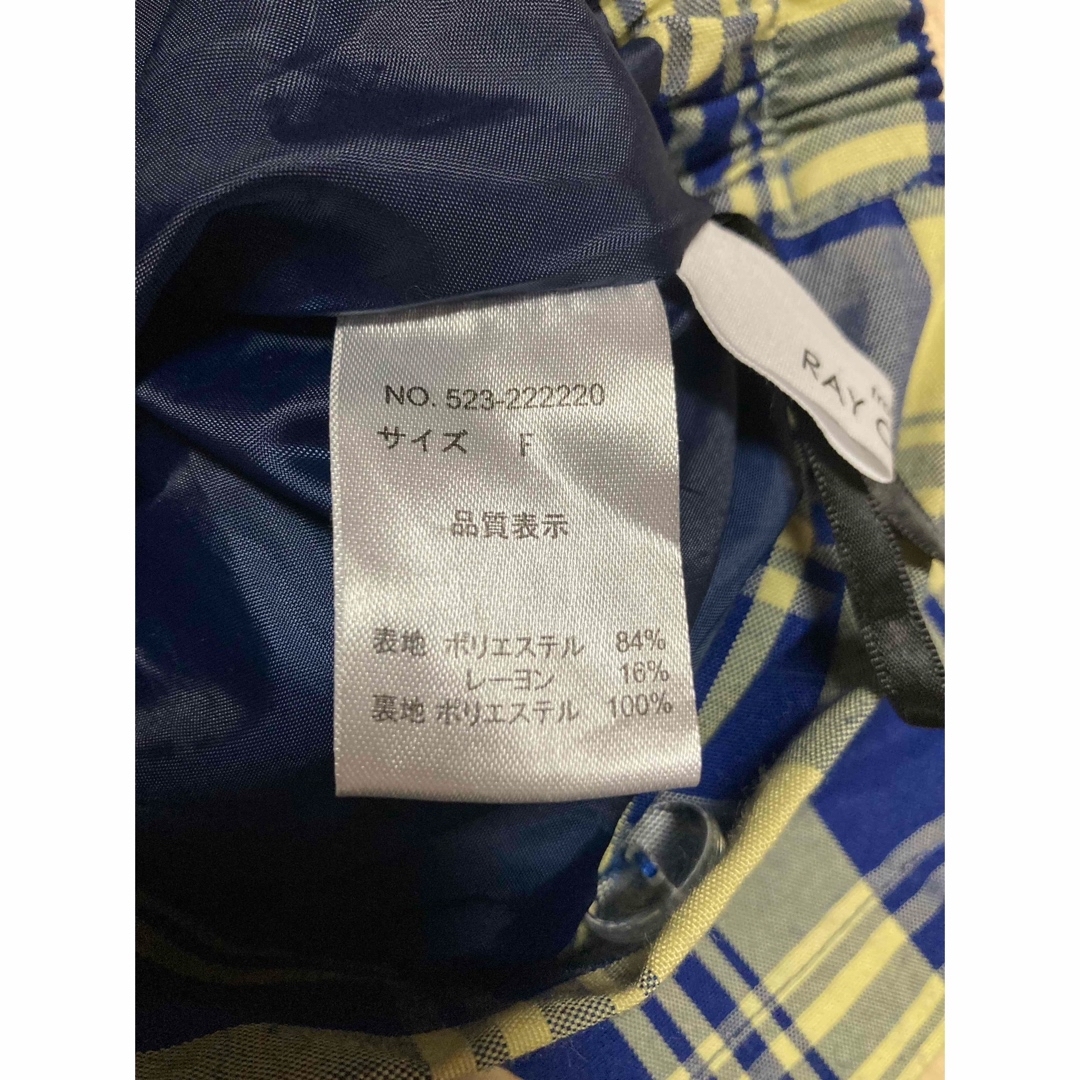 NO. 523-222220
サイズ F
品質表示
表地 ポリエステル 84%
レーヨン 16%
裏地 ポリエステル 100%
RAY